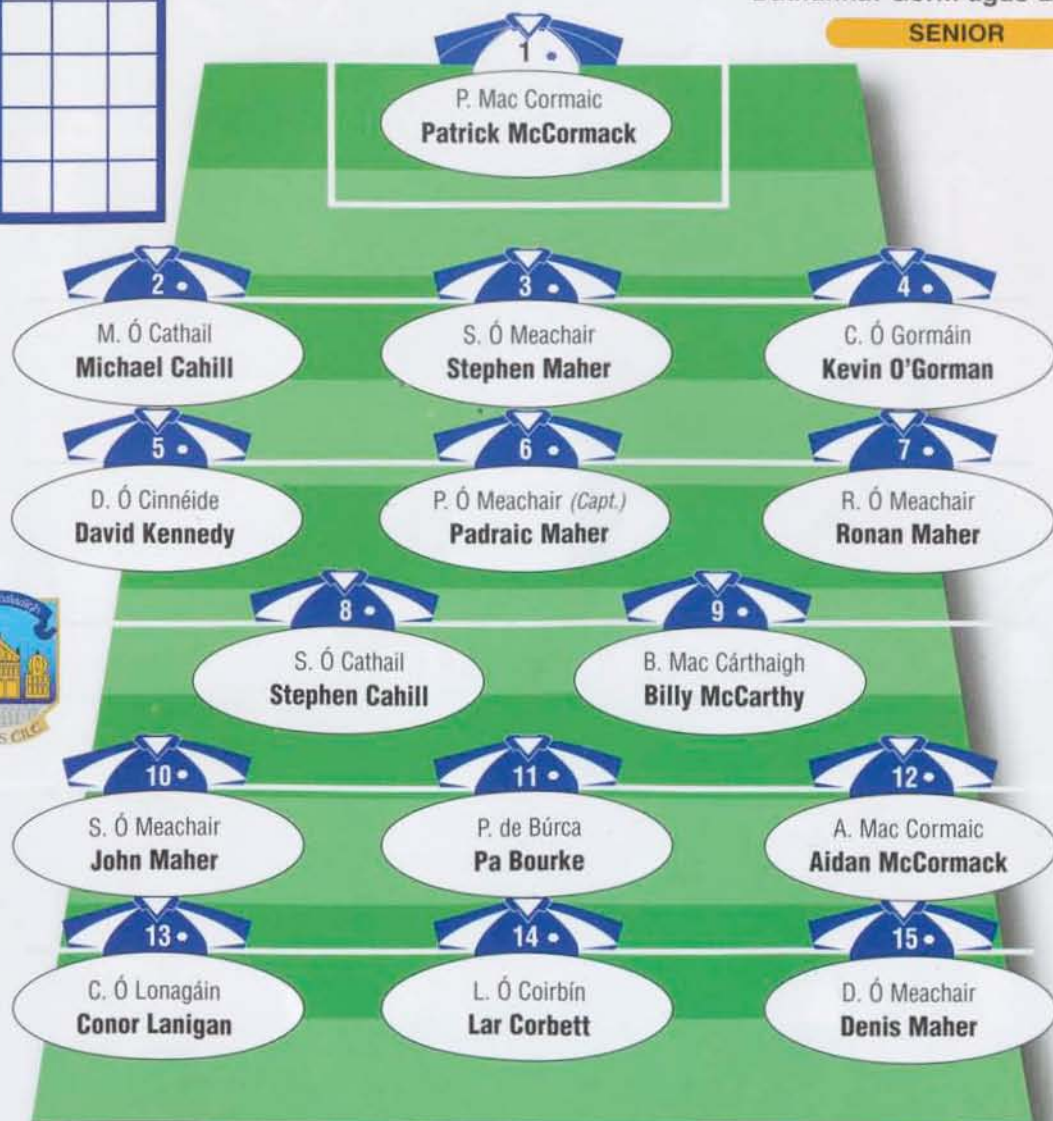 SENIOR
1
P. Mac Cormaic
Patrick McCormack
2
M. Ó Cathail
Michael Cahill
3
S. Ó Meachair
Stephen Maher
4
C. Ó Gormáin
Kevin O'Gorman
5
D. Ó Cinnéide
David Kennedy
6
P. Ó Meachair (Capt.)
Padraic Maher
7
R. Ó Meachair
Ronan Maher
8
S. Ó Cathail
Stephen Cahill
9
B. Mac Cárthaigh
Billy McCarthy
10
S. Ó Meachair
John Maher
11
P. de Búrca
Pa Bourke
12
A. Mac Cormaic
Aidan McCormack
13
C. Ó Lonagáin
Conor Lanigan
14
L. Ó Coirbín
Lar Corbett
15
D. Ó Meachair
Denis Maher